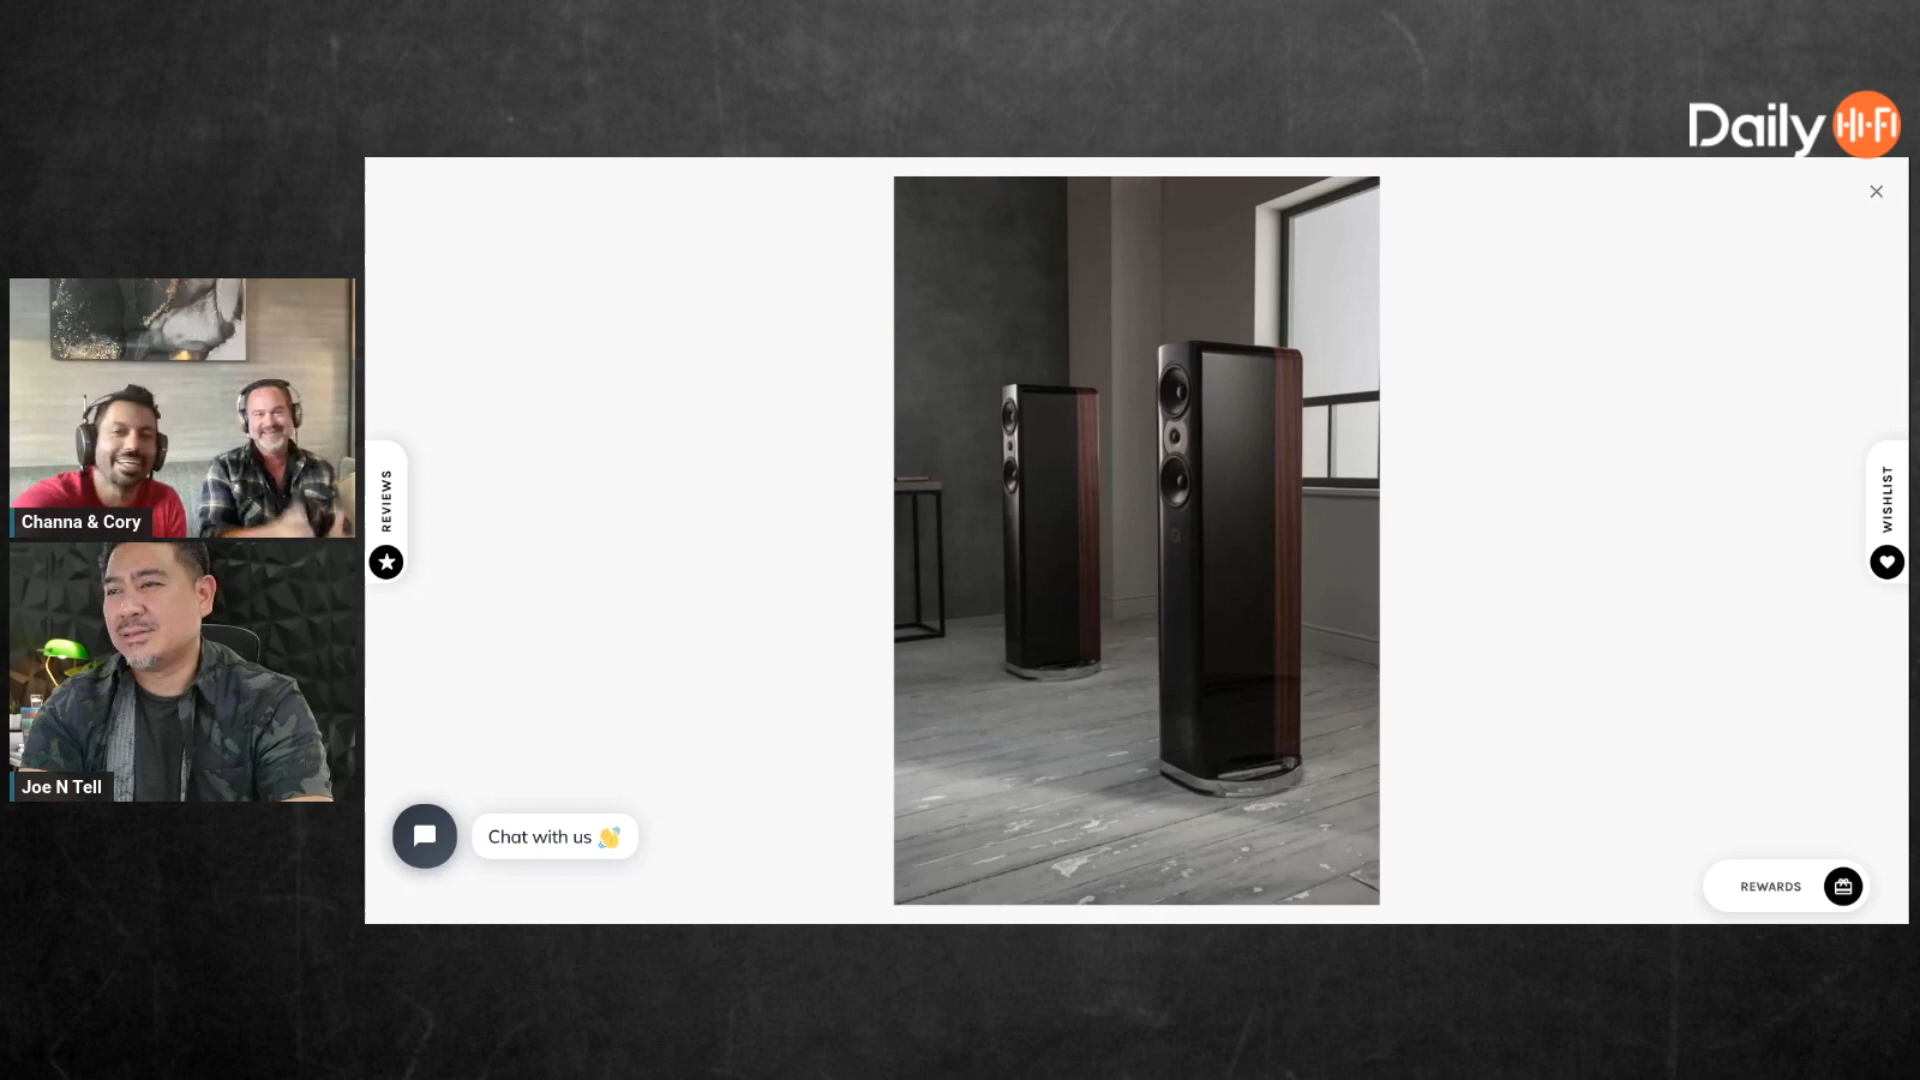 Daily HI-FI
REVIEWS
WISHLIST
Channa & Cory
Joe N Tell
Chat with us 👋
REWARDS